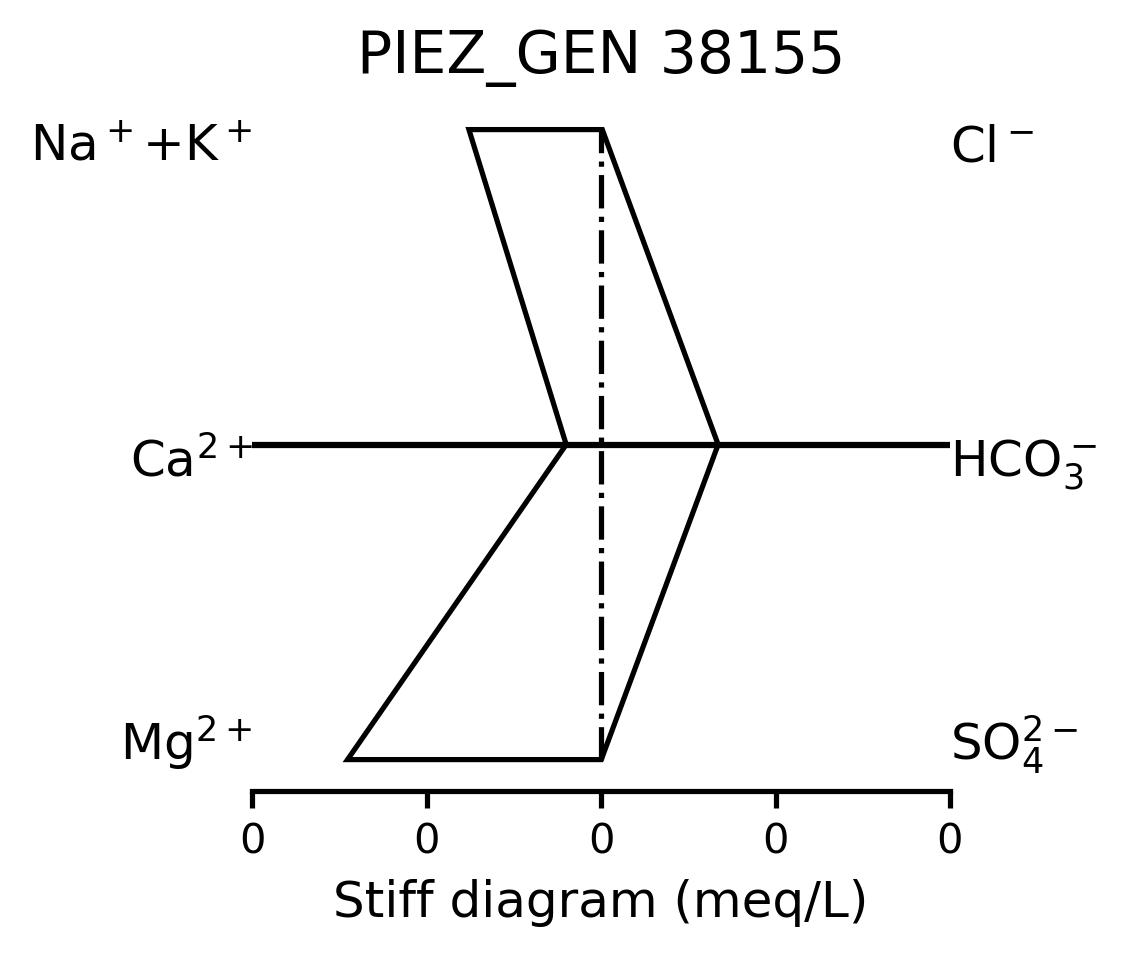 PIEZ_GEN 38155
Na⁺+K⁺ Cl⁻
Ca²⁺ HCO₃⁻
Mg²⁺ SO₄²⁻
0 0 0 0 0
Stiff diagram (meq/L)